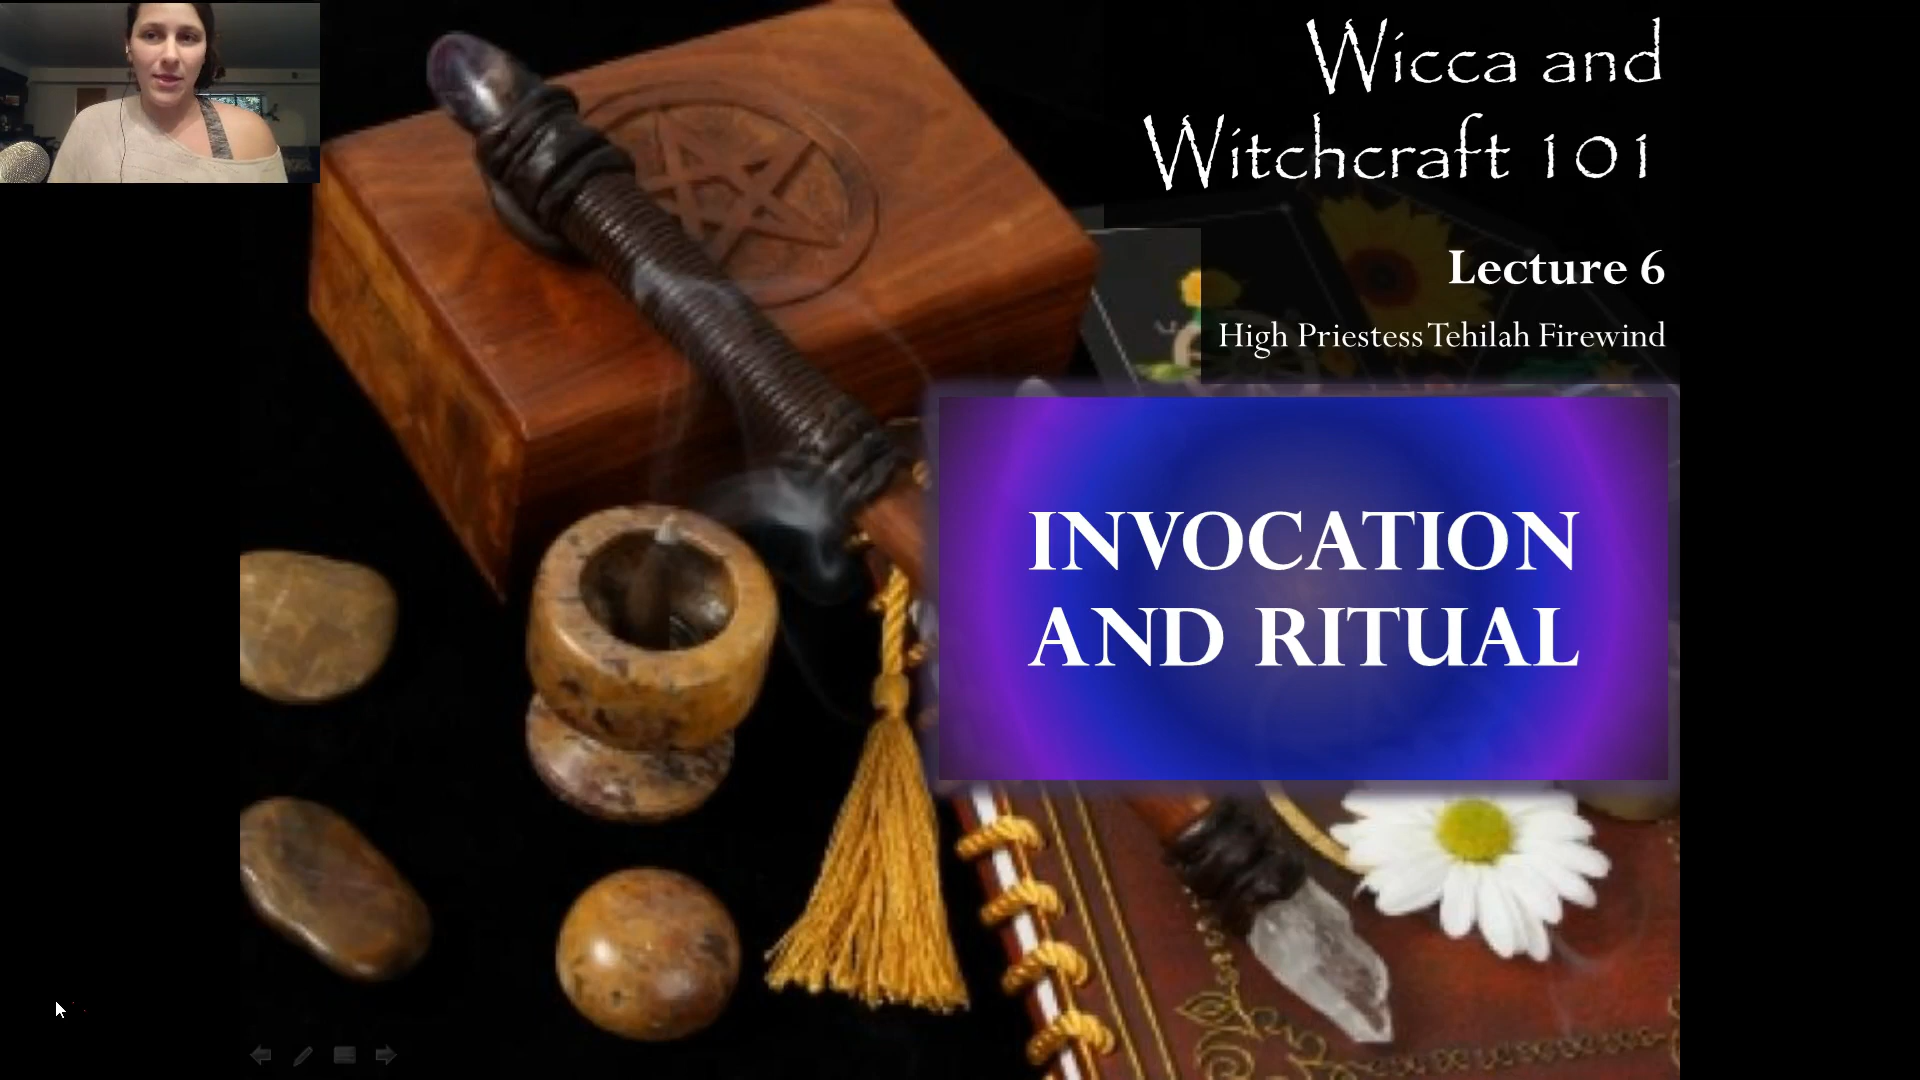 Wicca and
Witchcraft 101
Lecture 6
High Priestess Tehilah Firewind
INVOCATION
AND RITUAL